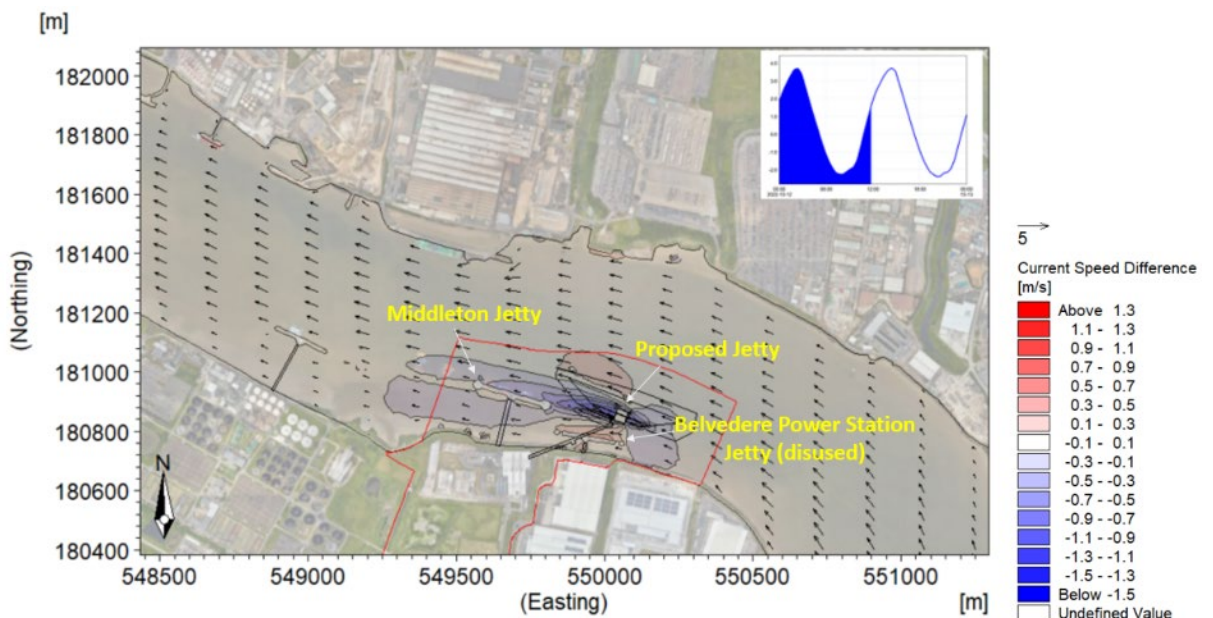 [m]
182000
181800
181600
181400
181200
181000
180800
180600
180400
(Northing)
548500
549000
549500
550000
550500
551000
(Easting)
[m]
Middleton Jetty
Proposed Jetty
Belvedere Power Station
Jetty (disused)
N
5
Current Speed Difference
[m/s]
Above 1.3
1.1 - 1.3
0.9 - 1.1
0.7 - 0.9
0.5 - 0.7
0.3 - 0.5
0.1 - 0.3
-0.1 - 0.1
-0.3 - -0.1
-0.5 - -0.3
-0.7 - -0.5
-0.9 - -0.7
-1.1 - -0.9
-1.3 - -1.1
-1.5 - -1.3
Below -1.5
Undefined Value